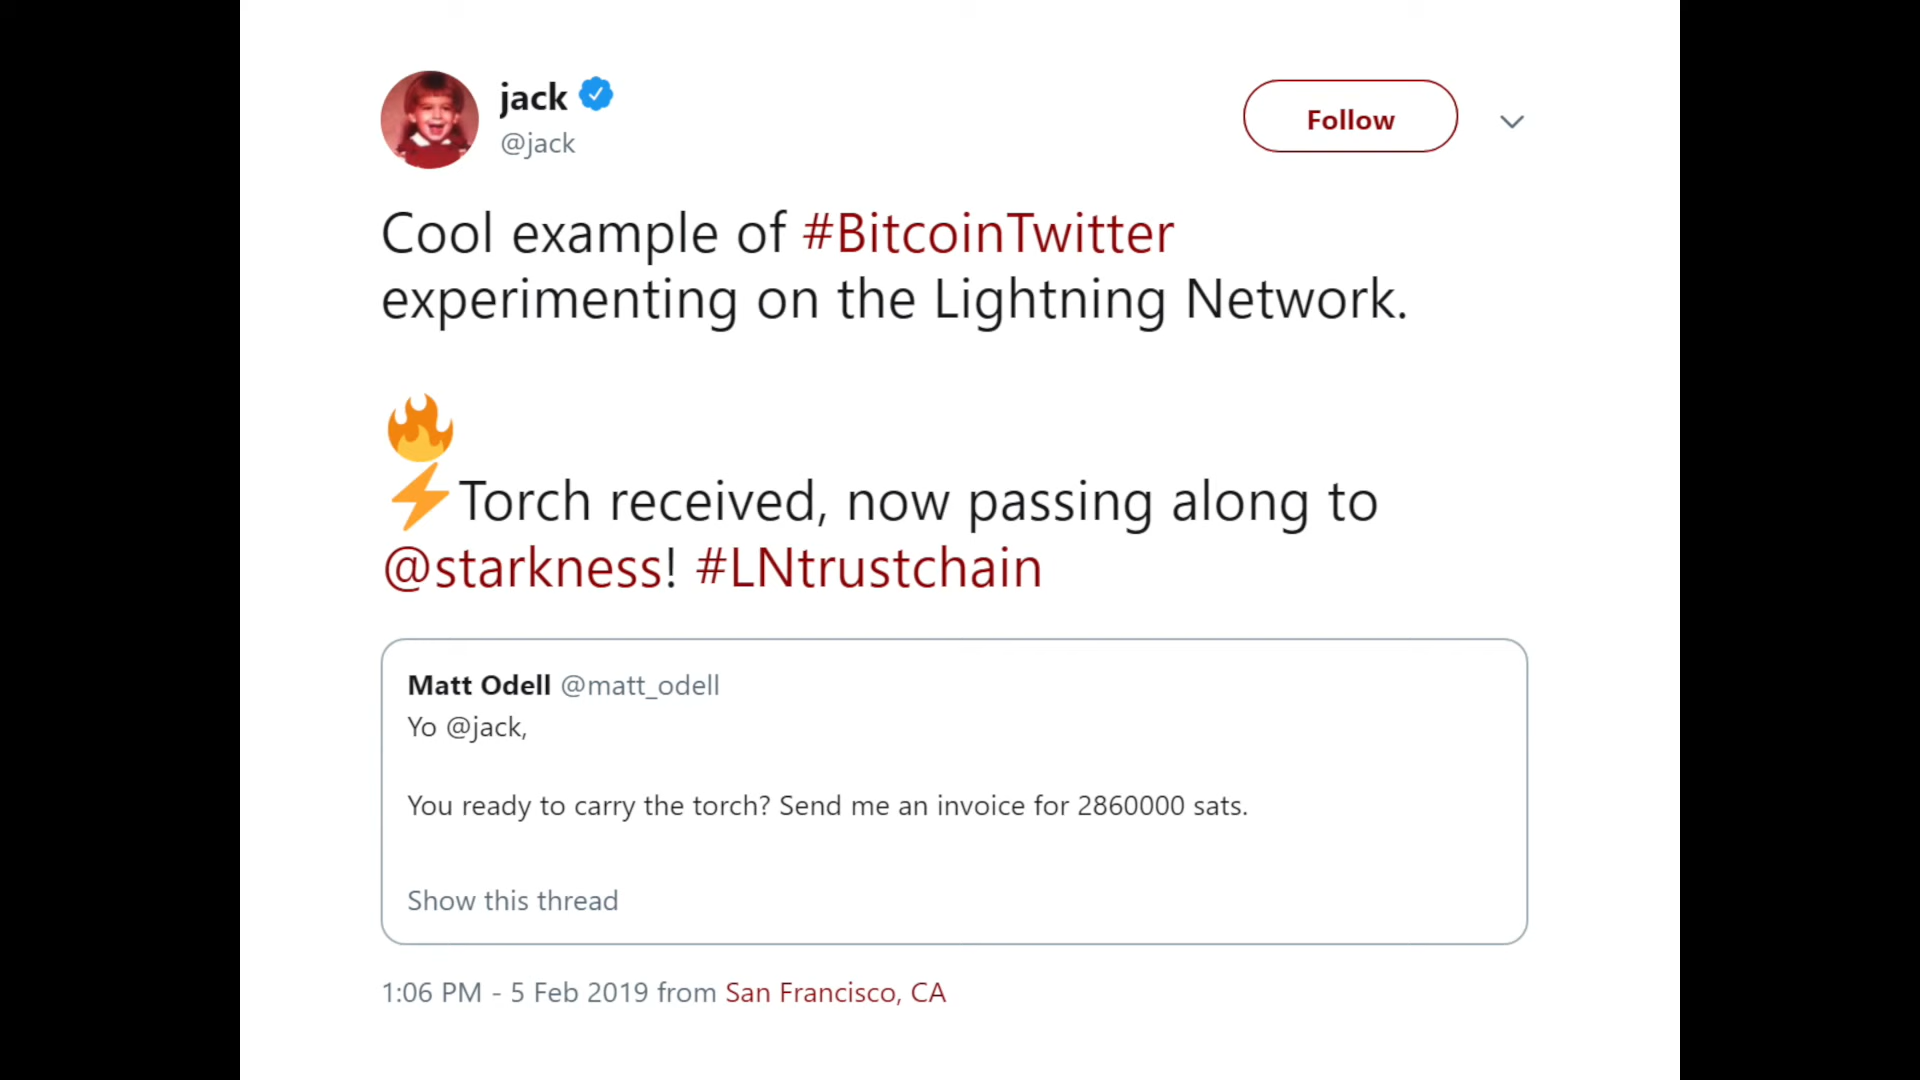 jack
@jack
Follow
Cool example of #BitcoinTwitter
experimenting on the Lightning Network.
🔥
⚡Torch received, now passing along to
@starkness! #LNtrustchain
Matt Odell @matt_odell
Yo @jack,
You ready to carry the torch? Send me an invoice for 2860000 sats.
Show this thread
1:06 PM - 5 Feb 2019 from San Francisco, CA